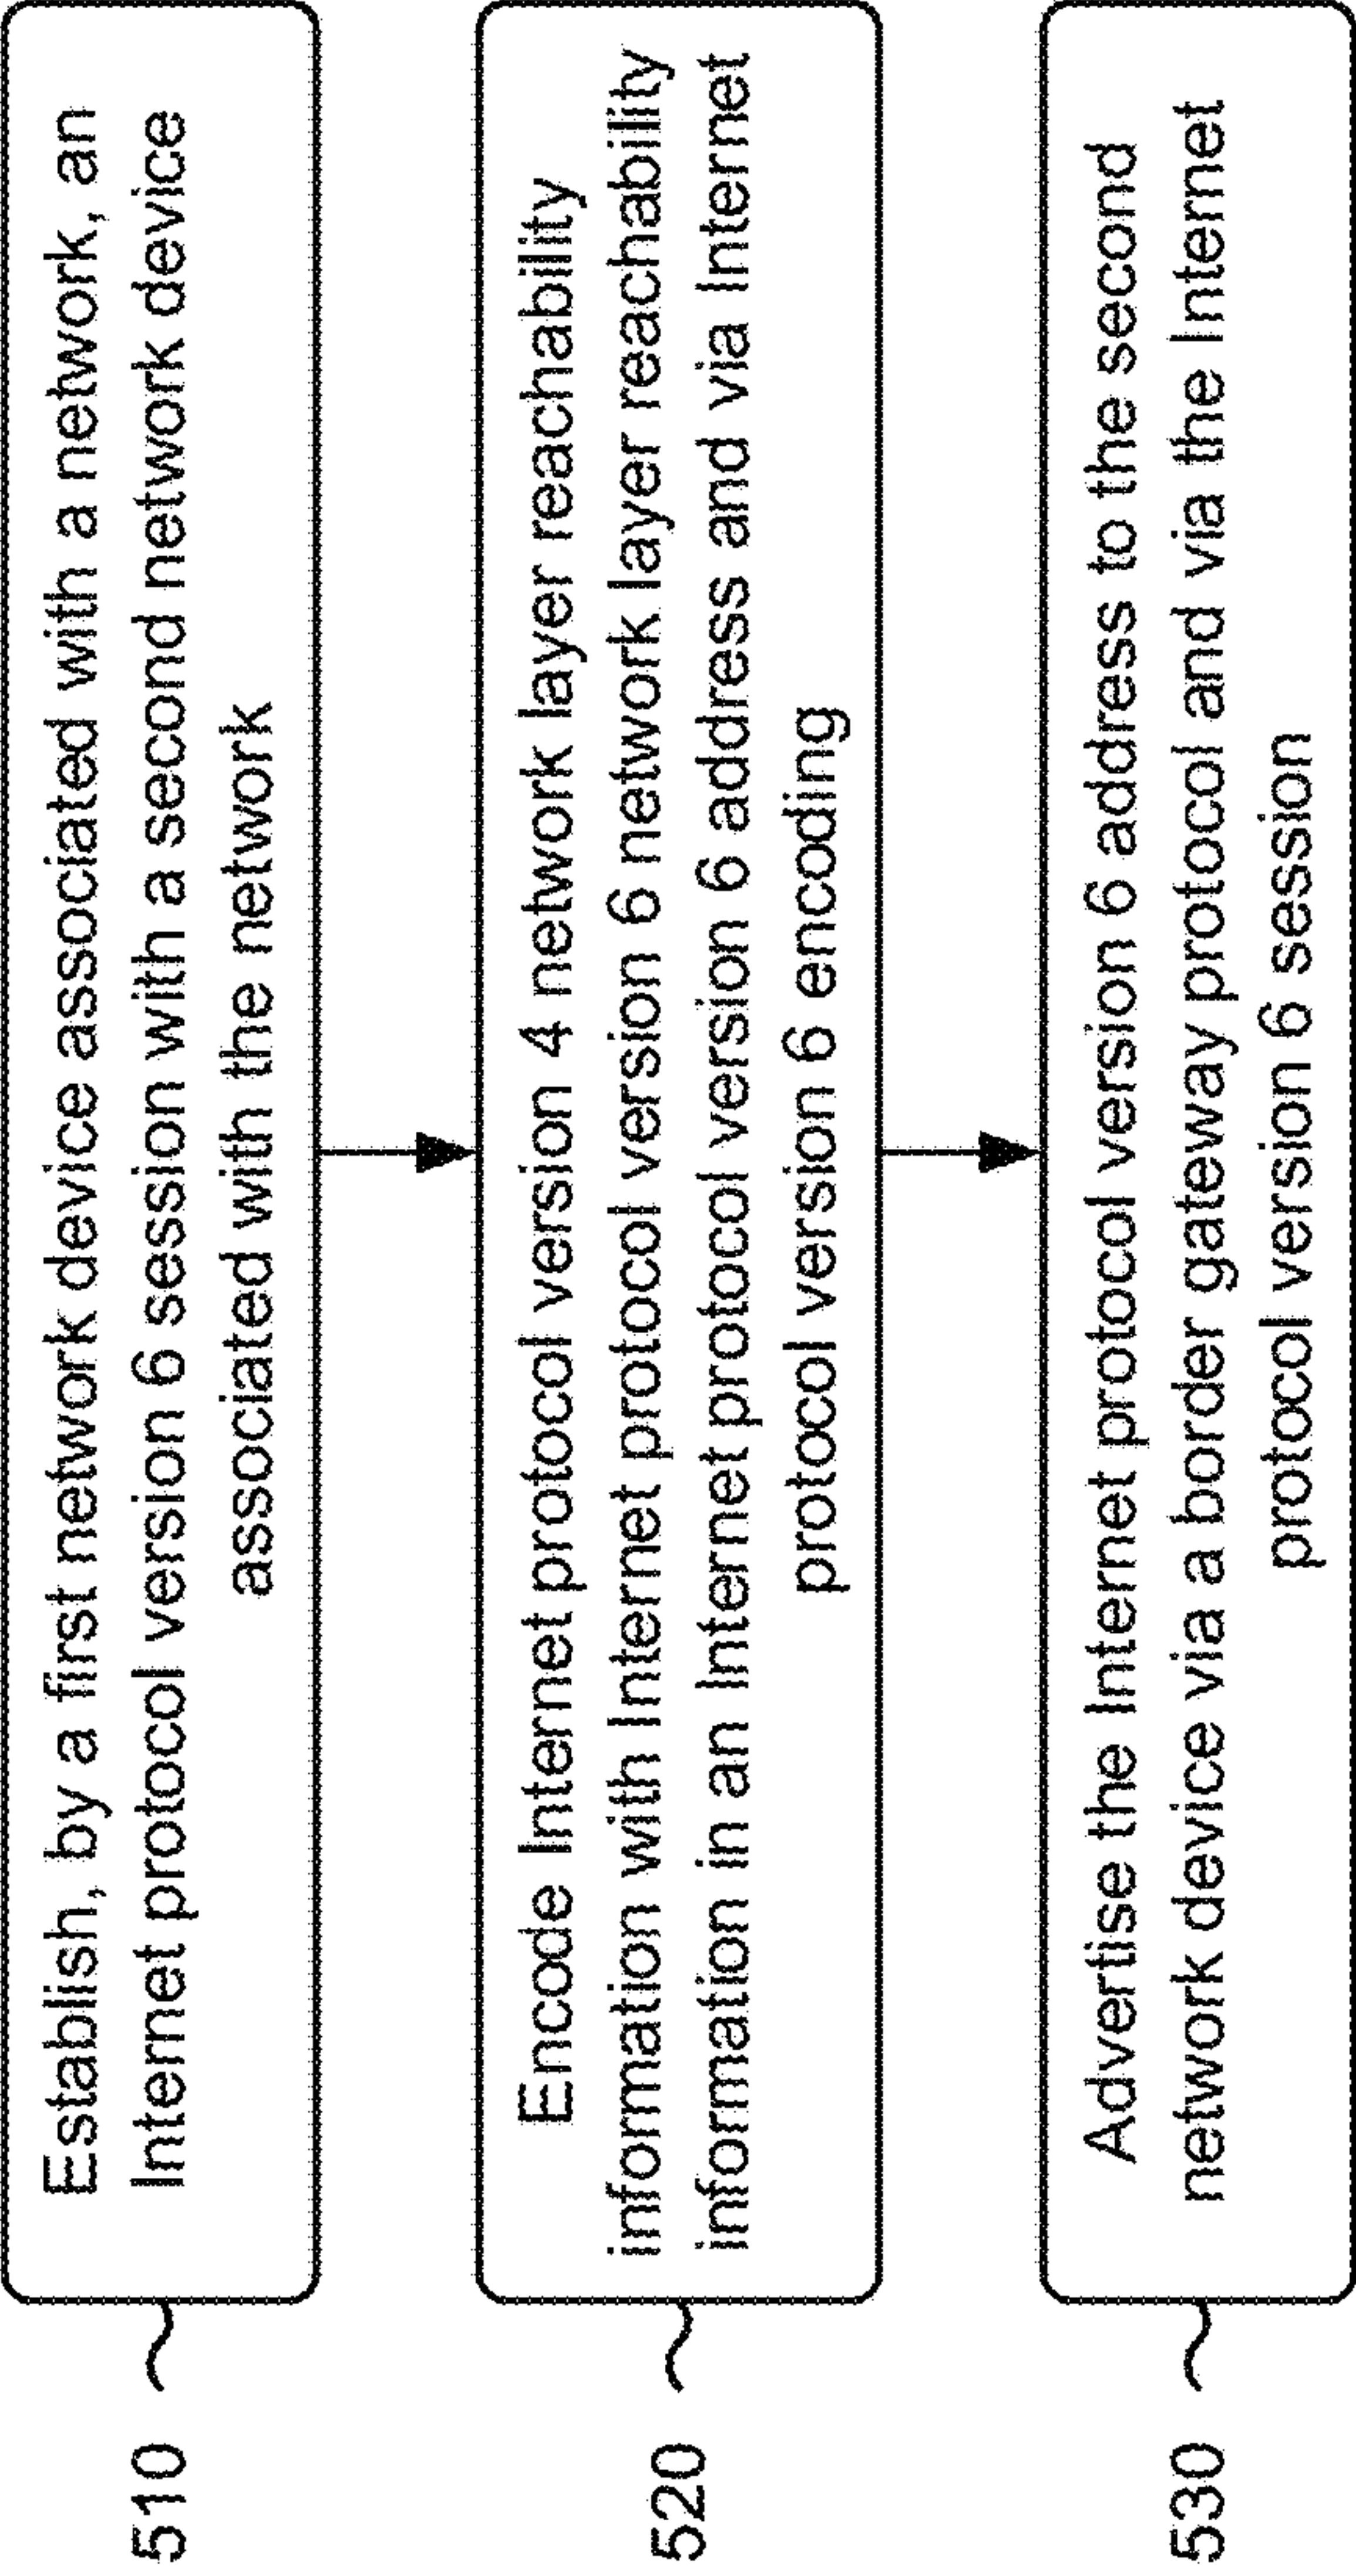 510
Establish, by a first network device associated with a network, an
Internet protocol version 6 session with a second network device
associated with the network
520
Encode Internet protocol version 4 network layer reachability
information with Internet protocol version 6 network layer reachability
information in an Internet protocol version 6 address and via Internet
protocol version 6 encoding
530
Advertise the Internet protocol version 6 address to the second
network device via a border gateway protocol and via the Internet
protocol version 6 session